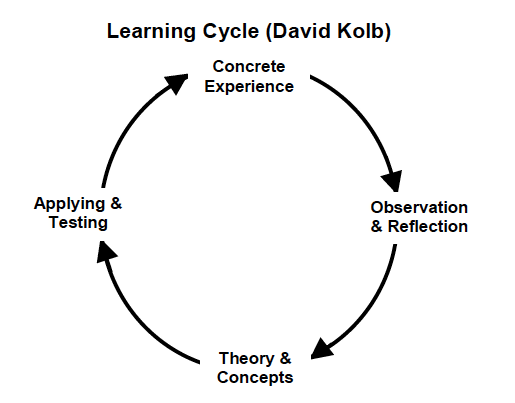 Learning Cycle (David Kolb)
Concrete
Experience
Observation
& Reflection
Theory &
Concepts
Applying &
Testing